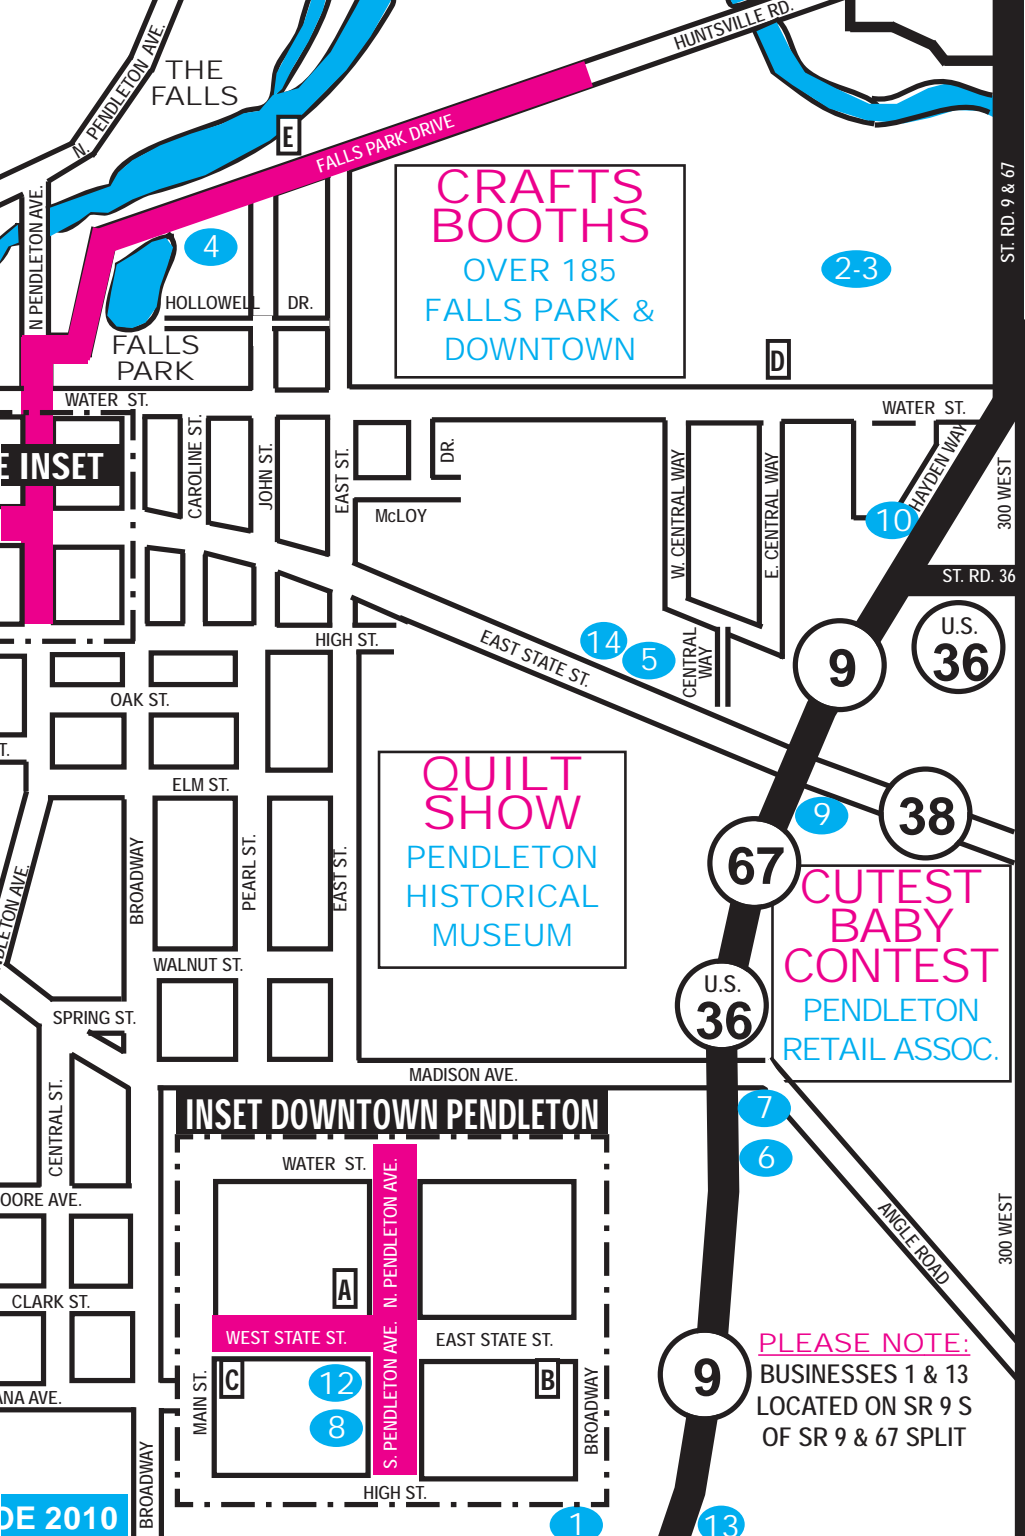 HUNTSVILLE RD.
N. PENDLETON AVE.
THE
FALLS
E
FALLS PARK DRIVE
ST. RD. 9 & 67
CRAFTS
BOOTHS
OVER 185
FALLS PARK &
DOWNTOWN
N PENDLETON AVE.
4
2-3
HOLLOWELL DR.
FALLS
PARK
D
WATER ST.
WATER ST.
E INSET
CAROLINE ST.
JOHN ST.
EAST ST.
DR.
McLOY
W. CENTRAL WAY
E. CENTRAL WAY
HAYDEN WAY
10
300 WEST
ST. RD. 36
U.S.
36
HIGH ST.
EAST STATE ST.
14
5
CENTRAL
WAY
9
OAK ST.
T.
ELM ST.
QUILT
SHOW
PENDLETON
HISTORICAL
MUSEUM
9
38
67
BROADWAY
PEARL ST.
EAST ST.
DLETON AVE.
CUTEST
BABY
CONTEST
PENDLETON
RETAIL ASSOC.
WALNUT ST.
U.S.
36
SPRING ST.
MADISON AVE.
CENTRAL ST.
INSET DOWNTOWN PENDLETON
7
6
WATER ST.
N. PENDLETON AVE.
OORE AVE.
ANGLE ROAD
300 WEST
A
CLARK ST.
WEST STATE ST.
EAST STATE ST.
S. PENDLETON AVE.
C
12
8
B
MAIN ST.
BROADWAY
9
PLEASE NOTE:
BUSINESSES 1 & 13
LOCATED ON SR 9 S
OF SR 9 & 67 SPLIT
ANA AVE.
BROADWAY
HIGH ST.
DE 2010
1
13